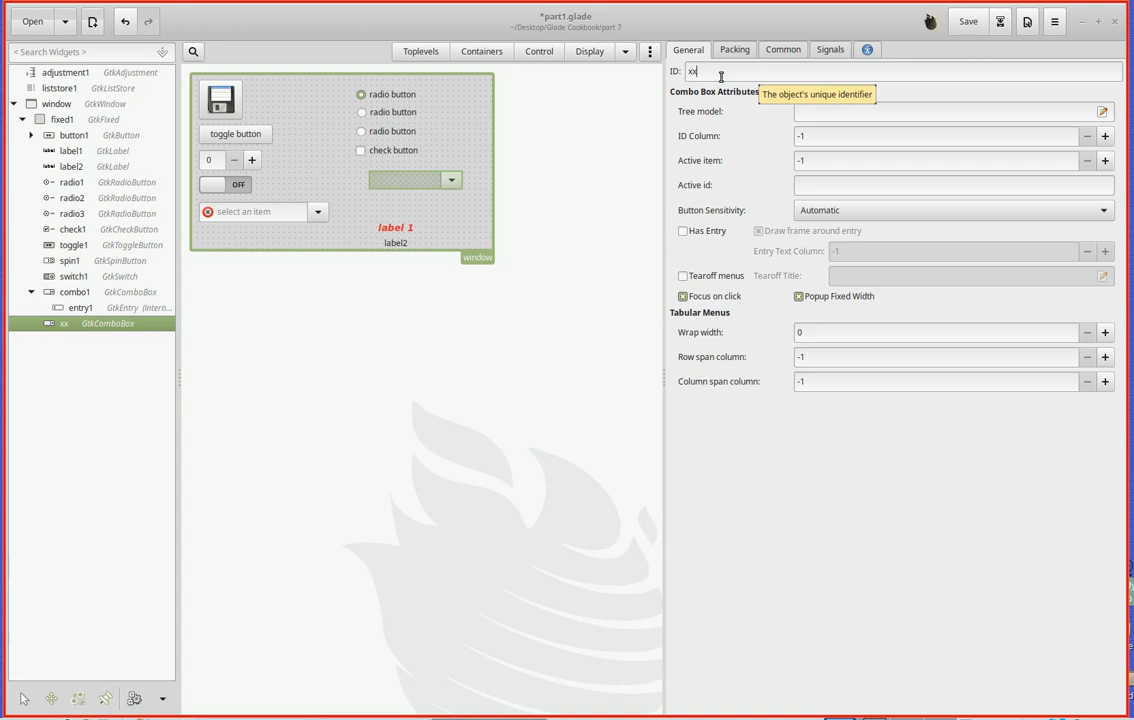 Open
*part1.glade
~/Desktop/Glade Cookbook/part 7
Save
< Search Widgets >
Toplevels Containers Control Display
General Packing Common Signals
adjustment1 GtkAdjustment
liststore1 GtkListStore
window GtkWindow
fixed1 GtkFixed
button1 GtkButton
label1 GtkLabel
label2 GtkLabel
radio1 GtkRadioButton
radio2 GtkRadioButton
radio3 GtkRadioButton
check1 GtkCheckButton
toggle1 GtkToggleButton
spin1 GtkSpinButton
switch1 GtkSwitch
combo1 GtkComboBox
entry1 GtkEntry (intern...
xx GtkComboBox
radio button
radio button
toggle button
radio button
check button
0
OFF
select an item
label 1
label2
window
ID: xx
The object's unique identifier
Combo Box Attributes
Tree model:
ID Column: -1
Active item: -1
Active id:
Button Sensitivity: Automatic
Has Entry Draw frame around entry
Entry Text Column: -1
Tearoff menus Tearoff Title:
Focus on click Popup Fixed Width
Tabular Menus
Wrap width: 0
Row span column: -1
Column span column: -1